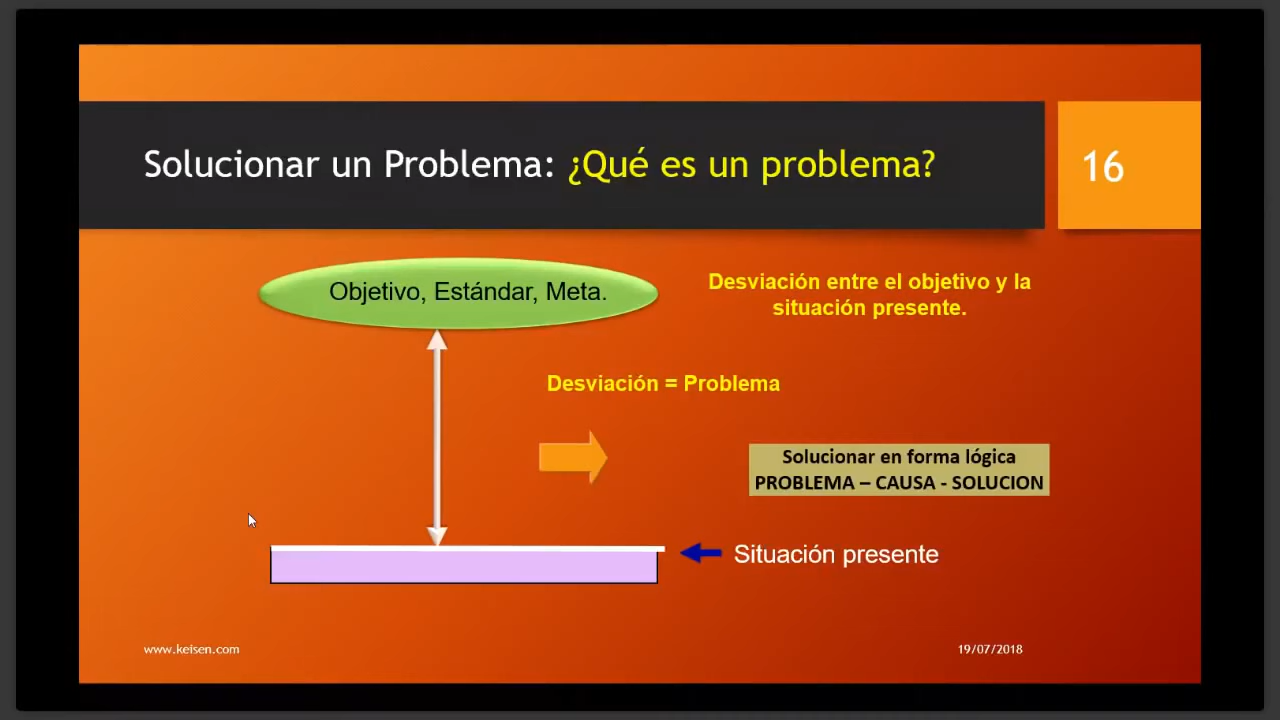 Solucionar un Problema: ¿Qué es un problema?
16
Objetivo, Estándar, Meta.
Desviación entre el objetivo y la
situación presente.
Desviación = Problema
Solucionar en forma lógica
PROBLEMA – CAUSA - SOLUCION
Situación presente
www.keisen.com
19/07/2018